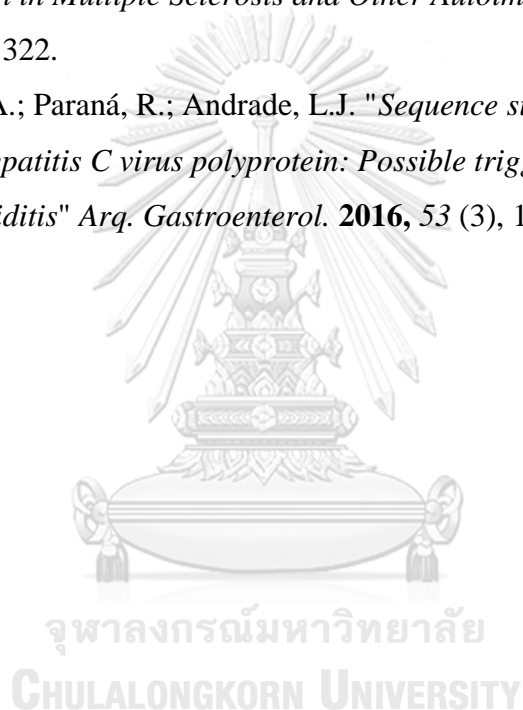 in Multiple Sclerosis and Other Autoim
322.
A.; Paraná, R.; Andrade, L.J. "Sequence si
patitis C virus polyprotein: Possible trigg
iditis" Arq. Gastroenterol. 2016, 53 (3), 1
จุฬาลงกรณ์มหาวิทยาลัย
CHULALONGKORN UNIVERSITY